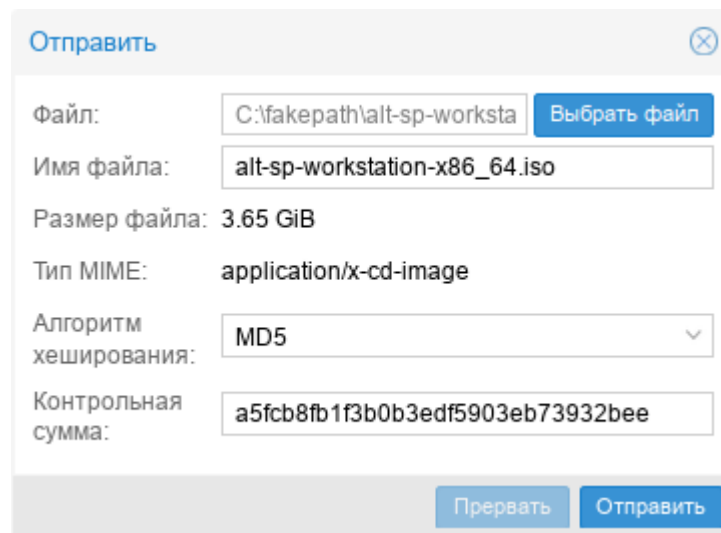 Отправить
Файл: C:\fakepath\alt-sp-worksta Выбрать файл
Имя файла: alt-sp-workstation-x86_64.iso
Размер файла: 3.65 GiB
Тип MIME: application/x-cd-image
Алгоритм
хеширования: MD5
Контрольная
сумма: a5fcb8fb1f3b0b3edf5903eb73932bee
Прервать Отправить